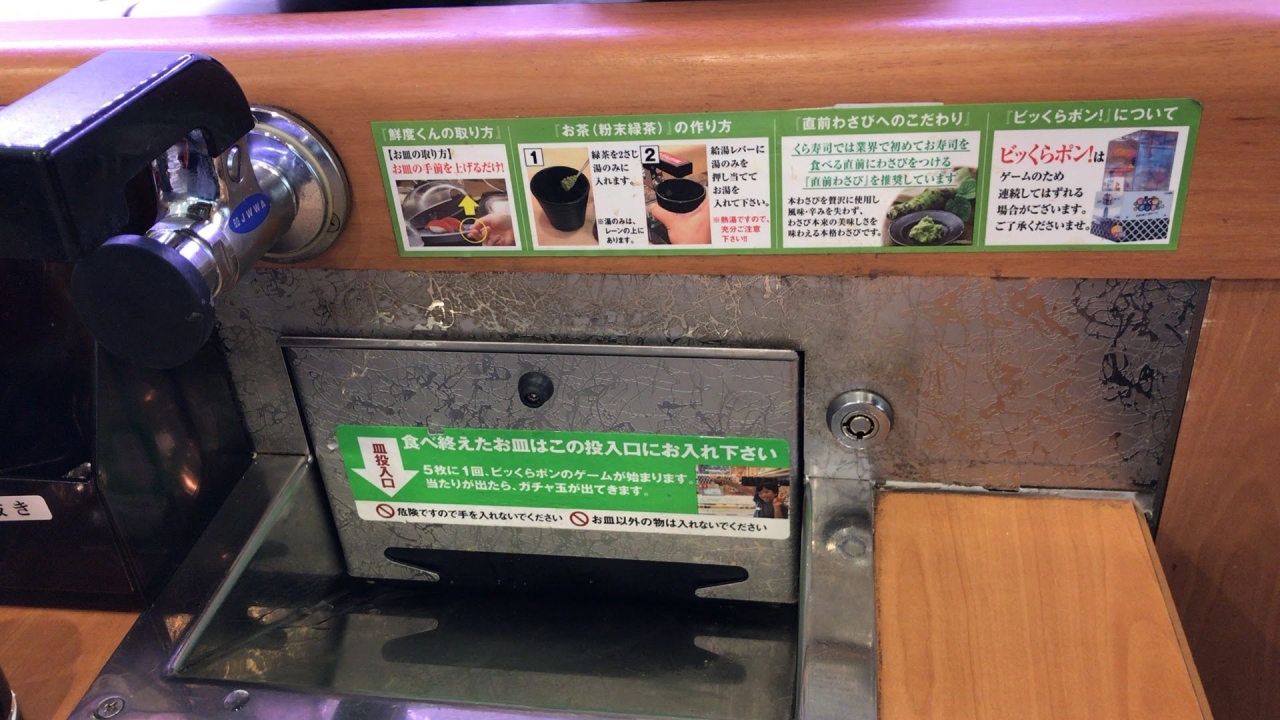 『鮮度くんの取り方』
【お皿の取り方】
お皿の手前を上げるだけ!
『お茶(粉末緑茶)』の作り方
1
緑茶を2さじ
湯のみに
入れます。
※湯のみは、
レーンの上に
あります。
2
給湯レバーに
湯のみを
押し当てて
お湯を
入れて下さい。
※熱湯ですので、
充分ご注意
下さい!!
『直前わさびへのこだわり』
くら寿司では業界で初めてお寿司を
食べる直前にわさびをつける
『直前わさび』を推奨しています
本わさびを贅沢に使用し
風味・辛みを失わず、
わさび本来の美味しさを
味わえる本格わさびです。
『ビッくらポン!』について
ビッくらポン!は
ゲームのため
連続してはずれる
場合がございます。
ご了承くださいませ。
JWWA
皿投入口
食べ終えたお皿はこの投入口にお入れ下さい
5枚に1回、ビッくらポンのゲームが始まります。
当たりが出たら、ガチャ玉が出てきます。
危険ですので手を入れないでください
お皿以外の物は入れないでください
き